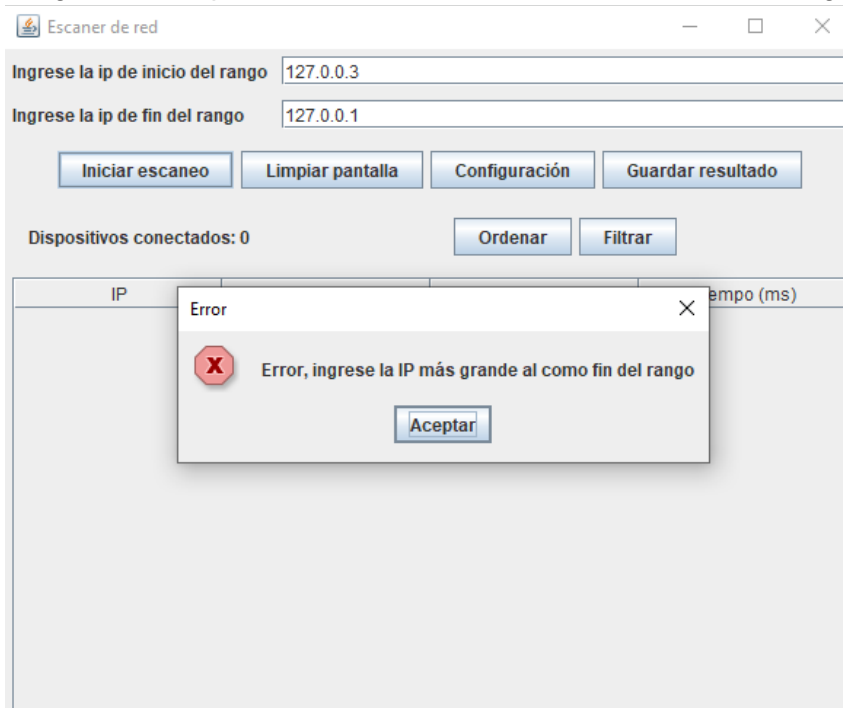 Escaner de red
Ingrese la ip de inicio del rango 127.0.0.3
Ingrese la ip de fin del rango 127.0.0.1
Iniciar escaneo Limpiar pantalla Configuración Guardar resultado
Dispositivos conectados: 0 Ordenar Filtrar
IP empo (ms)
Error
Error, ingrese la IP más grande al como fin del rango
Aceptar